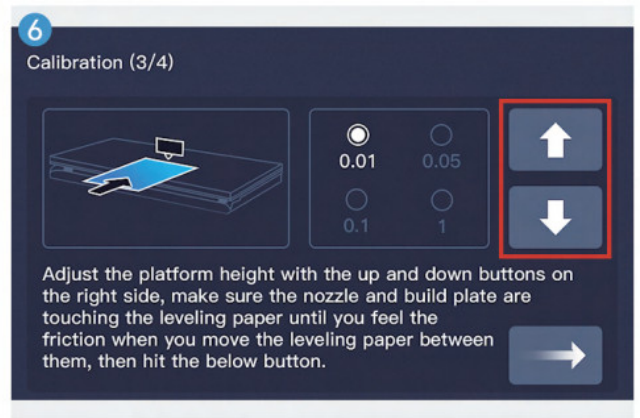 6
Calibration (3/4)
0.01 0.05
0.1 1
Adjust the platform height with the up and down buttons on
the right side, make sure the nozzle and build plate are
touching the leveling paper until you feel the
friction when you move the leveling paper between
them, then hit the below button.